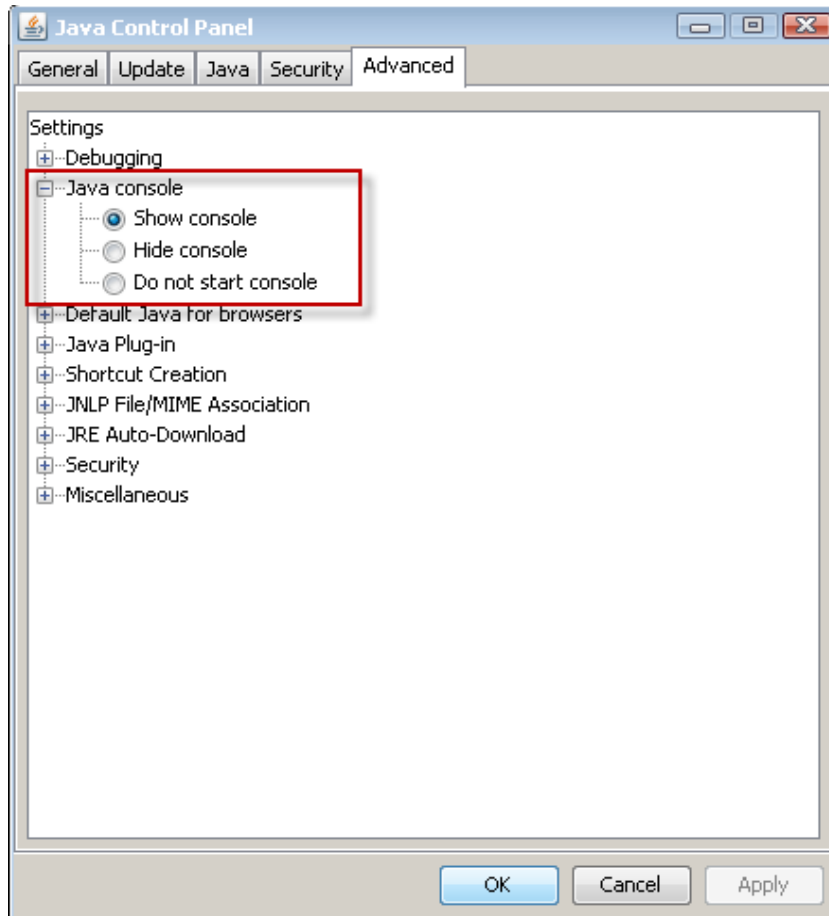 Java Control Panel
General Update Java Security Advanced
Settings
Debugging
Java console
Show console
Hide console
Do not start console
Default Java for browsers
Java Plug-in
Shortcut Creation
JNLP File/MIME Association
JRE Auto-Download
Security
Miscellaneous
OK Cancel Apply